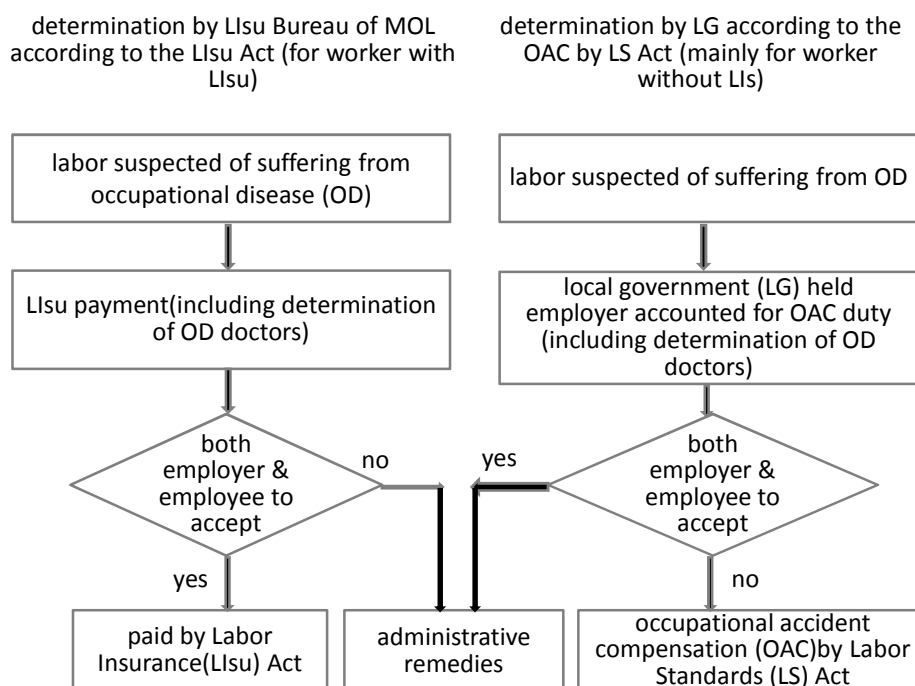 determination by LIsu Bureau of MOL
according to the LIsu Act (for worker with
LIsu)
determination by LG according to the
OAC by LS Act (mainly for worker
without LIs)
labor suspected of suffering from
occupational disease (OD)
labor suspected of suffering from OD
LIsu payment(including determination
of OD doctors)
local government (LG) held
employer accounted for OAC duty
(including determination of OD
doctors)
both
employer &
employee to
accept
no
yes
both
employer &
employee to
accept
yes
no
paid by Labor
Insurance(LIsu) Act
administrative
remedies
occupational accident
compensation (OAC)by Labor
Standards (LS) Act